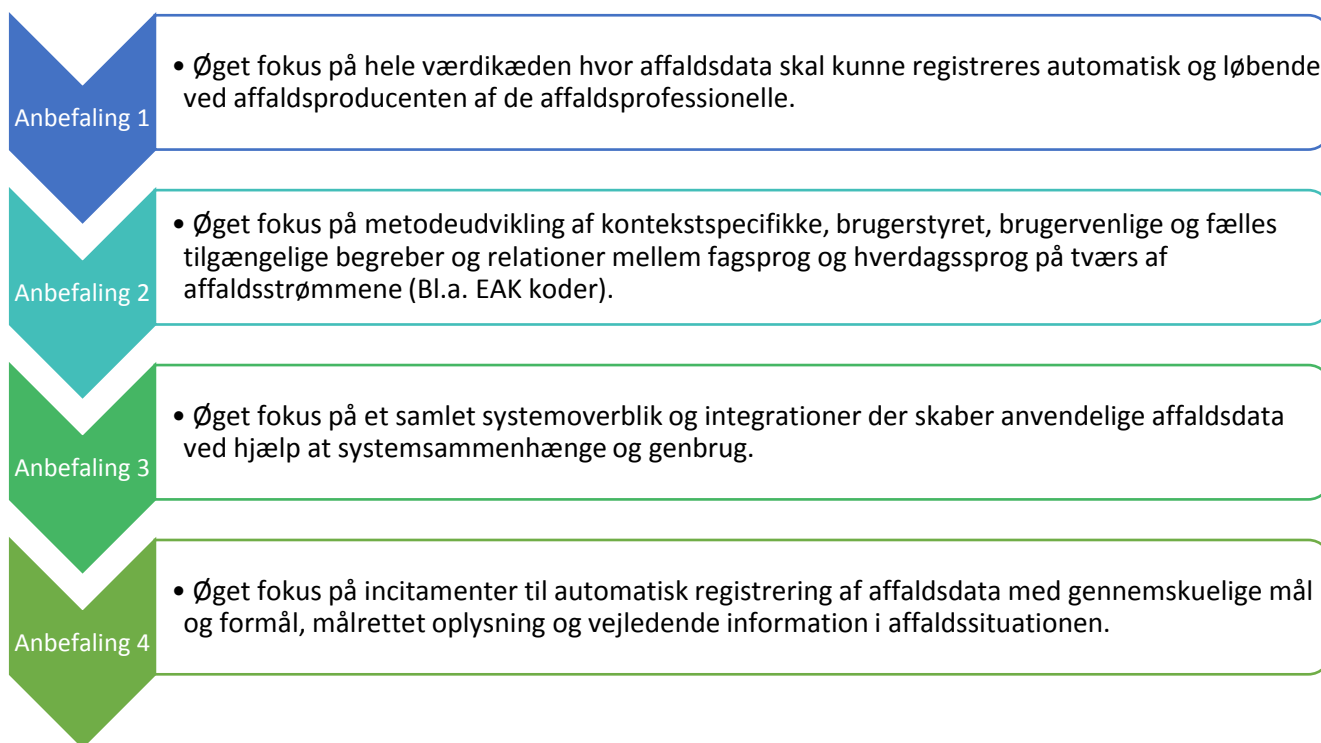 Anbefaling 1
• Øget fokus på hele værdikæden hvor affaldsdata skal kunne registreres automatisk og løbende
ved affaldsproducenten af de affaldsprofessionelle.
Anbefaling 2
• Øget fokus på metodeudvikling af kontekstspecifikke, brugerstyret, brugervenlige og fælles
tilgængelige begreber og relationer mellem fagsprog og hverdagssprog på tværs af
affaldsstrømmene (Bl.a. EAK koder).
Anbefaling 3
• Øget fokus på et samlet systemoverblik og integrationer der skaber anvendelige affaldsdata
ved hjælp at systemsammenhænge og genbrug.
Anbefaling 4
• Øget fokus på incitamenter til automatisk registrering af affaldsdata med gennemskuelige mål
og formål, målrettet oplysning og vejledende information i affaldssituationen.